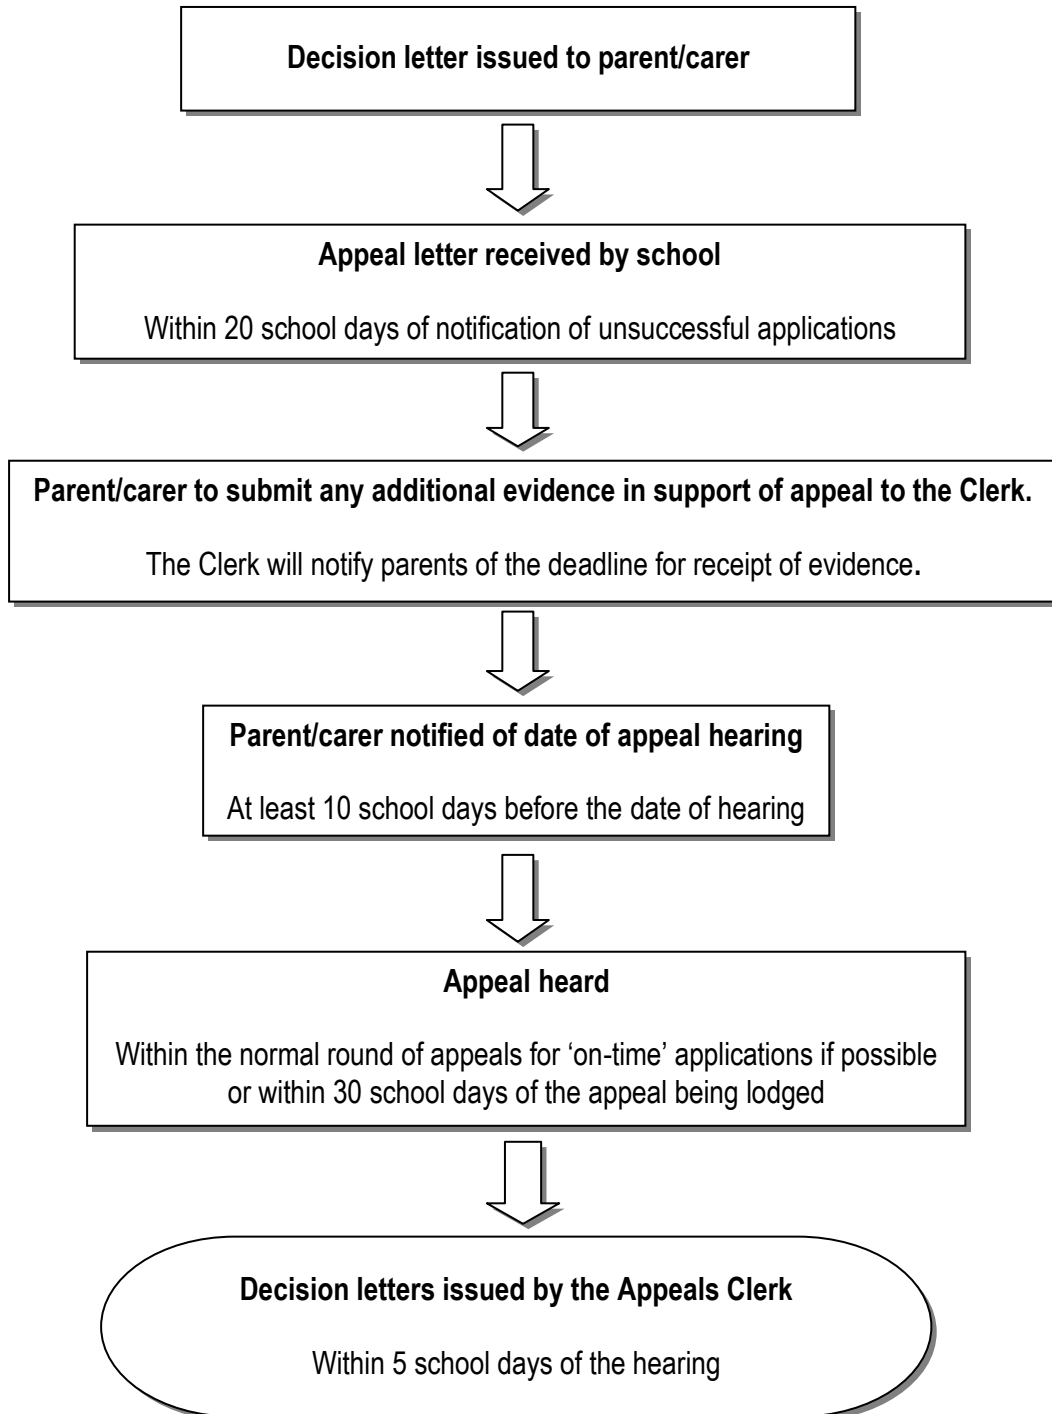 Decision letter issued to parent/carer
Appeal letter received by school
Within 20 school days of notification of unsuccessful applications
Parent/carer to submit any additional evidence in support of appeal to the Clerk.
The Clerk will notify parents of the deadline for receipt of evidence.
Parent/carer notified of date of appeal hearing
At least 10 school days before the date of hearing
Appeal heard
Within the normal round of appeals for ‘on-time’ applications if possible
or within 30 school days of the appeal being lodged
Decision letters issued by the Appeals Clerk
Within 5 school days of the hearing